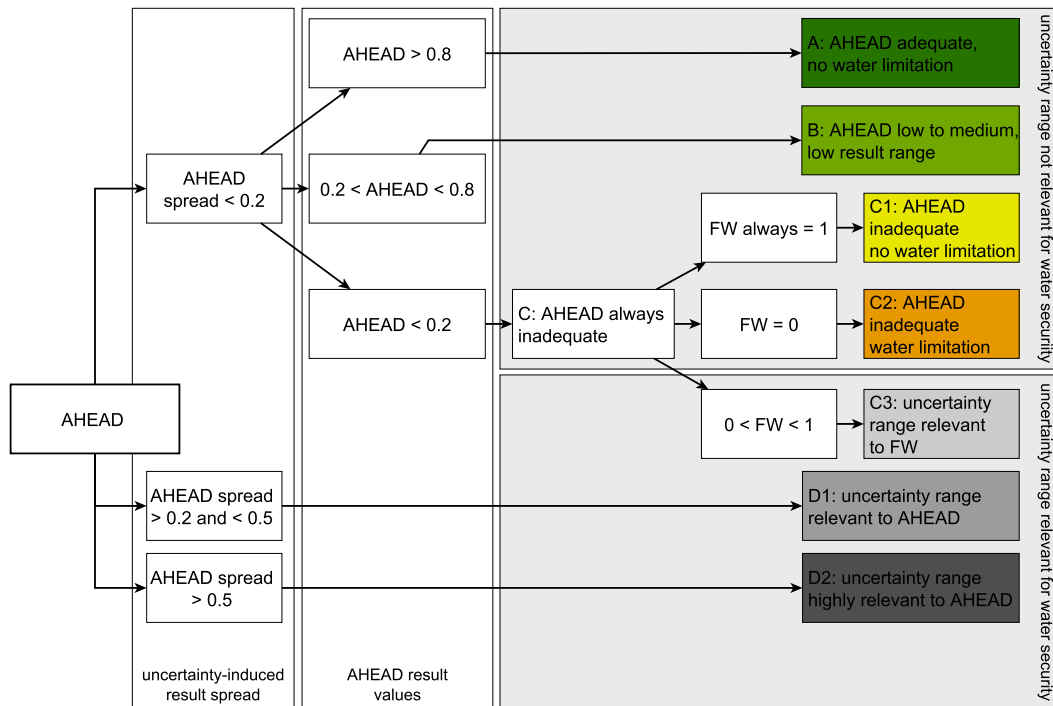 AHEAD > 0.8
A: AHEAD adequate,
no water limitation
B: AHEAD low to medium,
low result range
AHEAD
spread < 0.2
0.2 < AHEAD < 0.8
FW always = 1
C1: AHEAD
inadequate
no water limitation
AHEAD < 0.2
C: AHEAD always
inadequate
FW = 0
C2: AHEAD
inadequate
water limitation
uncertainty range not relevant for water securiity
AHEAD
0 < FW < 1
C3: uncertainty
range relevant
to FW
AHEAD spread
> 0.2 and < 0.5
D1: uncertainty range
relevant to AHEAD
AHEAD spread
> 0.5
D2: uncertainty range
highly relevant to AHEAD
uncertainty range relevant for water security
uncertainty-induced
result spread
AHEAD result
values